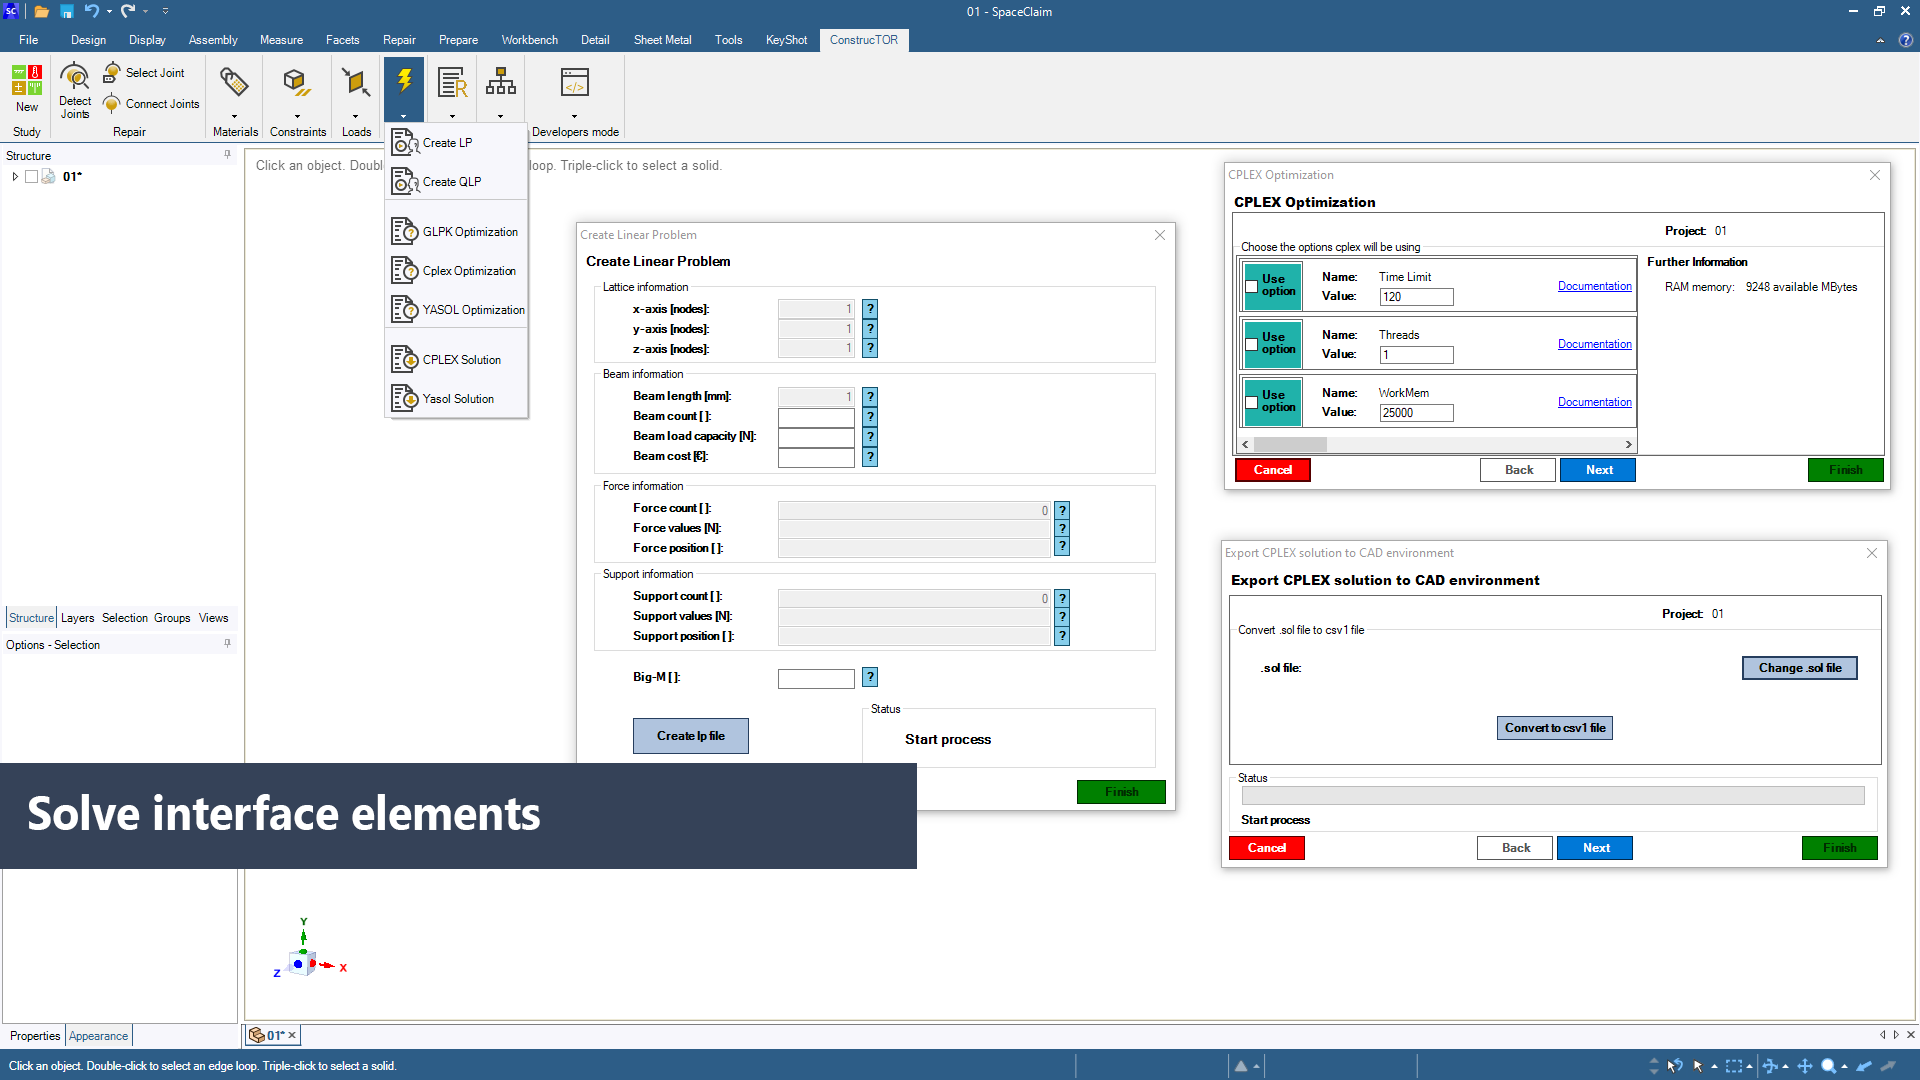 SC
01 - SpaceClaim
File Design Display Assembly Measure Facets Repair Prepare Workbench Detail Sheet Metal Tools KeyShot ConstrucTOR
New
Study
Detect
Joints
Select Joint
Connect Joints
Repair
Materials
Constraints
Loads
Developers mode
Create LP
Create QLP
GLPK Optimization
Cplex Optimization
YASOL Optimization
CPLEX Solution
Yasol Solution
Structure
01*
Click an object. Doub
loop. Triple-click to select a solid.
Structure Layers Selection Groups Views
Options - Selection
Create Linear Problem
Create Linear Problem
Lattice information
x-axis [nodes]: 1 ?
y-axis [nodes]: 1 ?
z-axis [nodes]: 1 ?
Beam information
Beam length [mm]: 1 ?
Beam count [ ]: ?
Beam load capacity [N]: ?
Beam cost [€]: ?
Force information
Force count [ ]: 0 ?
Force values [N]: ?
Force position [ ]: ?
Support information
Support count [ ]: 0 ?
Support values [N]: ?
Support position [ ]: ?
Big-M [ ]: ?
Create lp file
Status
Start process
Finish
CPLEX Optimization
CPLEX Optimization
Project: 01
Choose the options cplex will be using
Use option
Name: Time Limit
Value: 120
Documentation
Use option
Name: Threads
Value: 1
Documentation
Use option
Name: WorkMem
Value: 25000
Documentation
Further Information
RAM memory: 9248 available MBytes
Cancel Back Next Finish
Export CPLEX solution to CAD environment
Export CPLEX solution to CAD environment
Project: 01
Convert .sol file to csv1 file
.sol file:
Change .sol file
Convert to csv1 file
Status
Start process
Cancel Back Next Finish
Solve interface elements
Y
Z
X
Properties Appearance
01*
Click an object. Double-click to select an edge loop. Triple-click to select a solid.